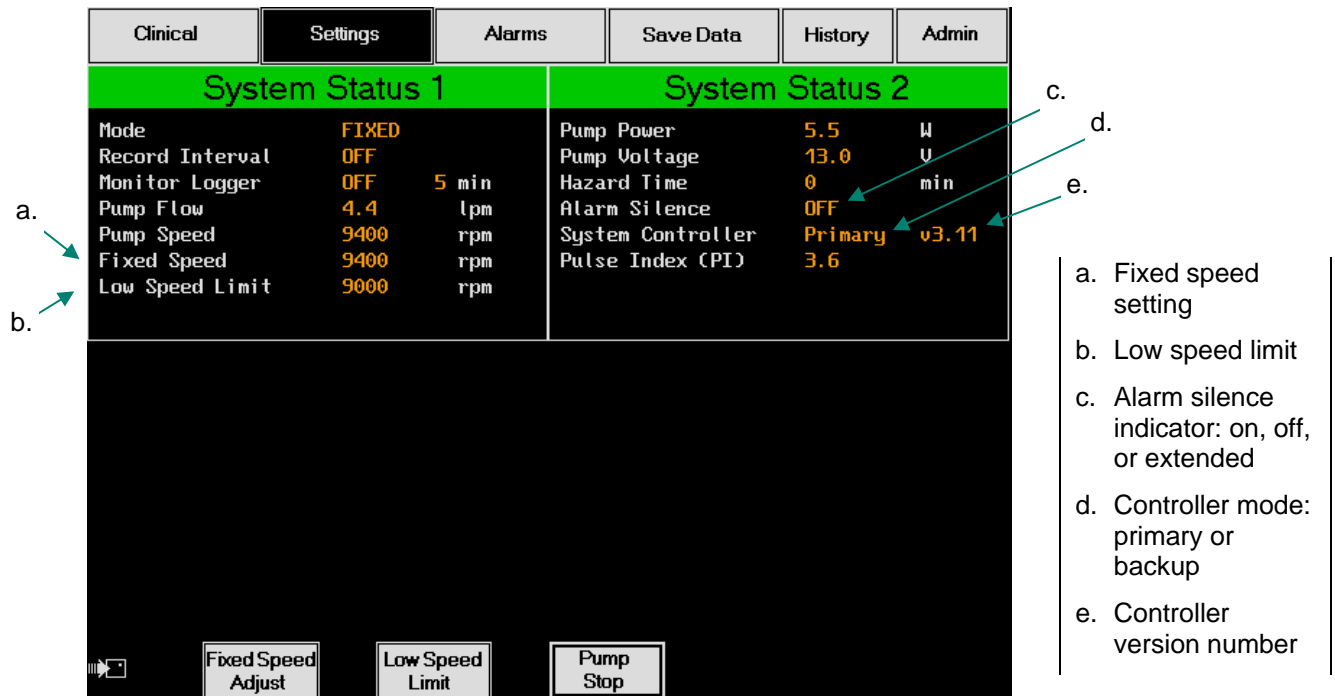 Clinical Settings Alarms Save Data History Admin
System Status 1
Mode FIXED
Record Interval OFF
Monitor Logger OFF 5 min
Pump Flow 4.4 lpm
Pump Speed 9400 rpm
Fixed Speed 9400 rpm
Low Speed Limit 9000 rpm
System Status 2
Pump Power 5.5 W
Pump Voltage 13.0 V
Hazard Time 0 min
Alarm Silence OFF
System Controller Primary v3.11
Pulse Index (PI) 3.6
a.
b.
c.
d.
e.
Fixed Speed
Adjust
Low Speed
Limit
Pump
Stop
a. Fixed speed
setting
b. Low speed limit
c. Alarm silence
indicator: on, off,
or extended
d. Controller mode:
primary or
backup
e. Controller
version number